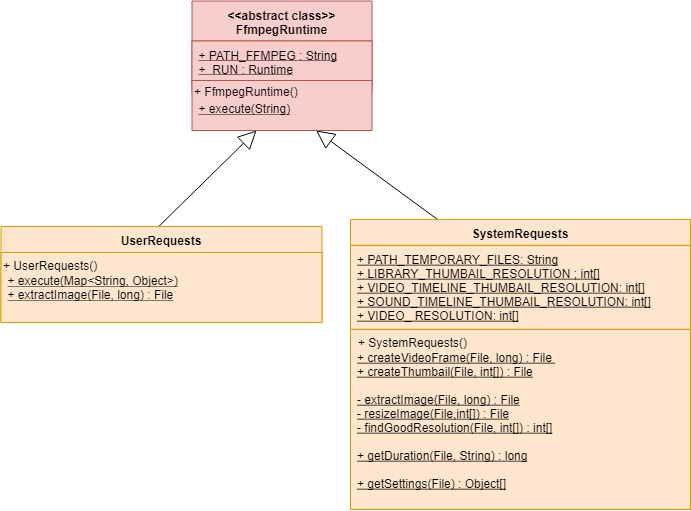 <<abstract class>>
FfmpegRuntime
+ PATH_FFMPEG : String
+ RUN : Runtime
+ FfmpegRuntime()
+ execute(String)
UserRequests
+ UserRequests()
+ execute(Map<String, Object>)
+ extractImage(File, long) : File
SystemRequests
+ PATH_TEMPORARY_FILES: String
+ LIBRARY_THUMBAIL_RESOLUTION ; int[]
+ VIDEO_TIMELINE_THUMBAIL_RESOLUTION: int[]
+ SOUND_TIMELINE_THUMBAIL_RESOLUTION: int[]
+ VIDEO_ RESOLUTION: int[]
+ SystemRequests()
+ createVideoFrame(File, long) : File
+ createThumbail(File, int[]) : File
- extractImage(File, long) : File
- resizeImage(File,int[]) : File
- findGoodResolution(File, int[]) : int[]
+ getDuration(File, String) : long
+ getSettings(File) : Object[]